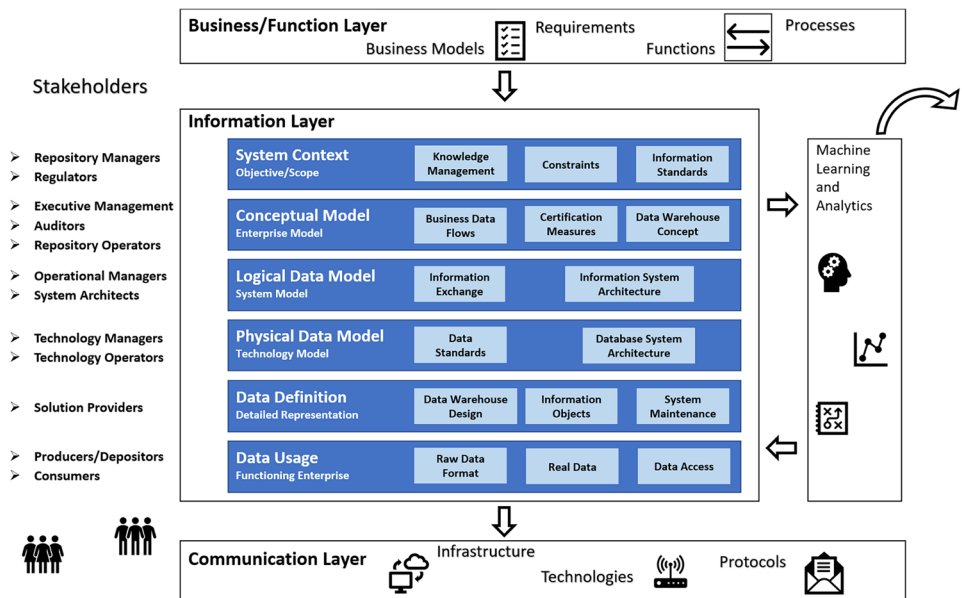 Business/Function Layer
Requirements
Processes
Business Models
Functions
Stakeholders
Information Layer
Repository Managers
Regulators
Executive Management
Auditors
Repository Operators
Operational Managers
System Architects
Technology Managers
Technology Operators
Solution Providers
Producers/Depositors
Consumers
System Context
Objective/Scope
Knowledge
Management
Constraints
Information
Standards
Conceptual Model
Enterprise Model
Business Data
Flows
Certification
Measures
Data Warehouse
Concept
Logical Data Model
System Model
Information
Exchange
Information System
Architecture
Physical Data Model
Technology Model
Data
Standards
Database System
Architecture
Data Definition
Detailed Representation
Data Warehouse
Design
Information
Objects
System
Maintenance
Data Usage
Functioning Enterprise
Raw Data
Format
Real Data
Data Access
Machine
Learning
and
Analytics
Communication Layer
Infrastructure
Technologies
Protocols